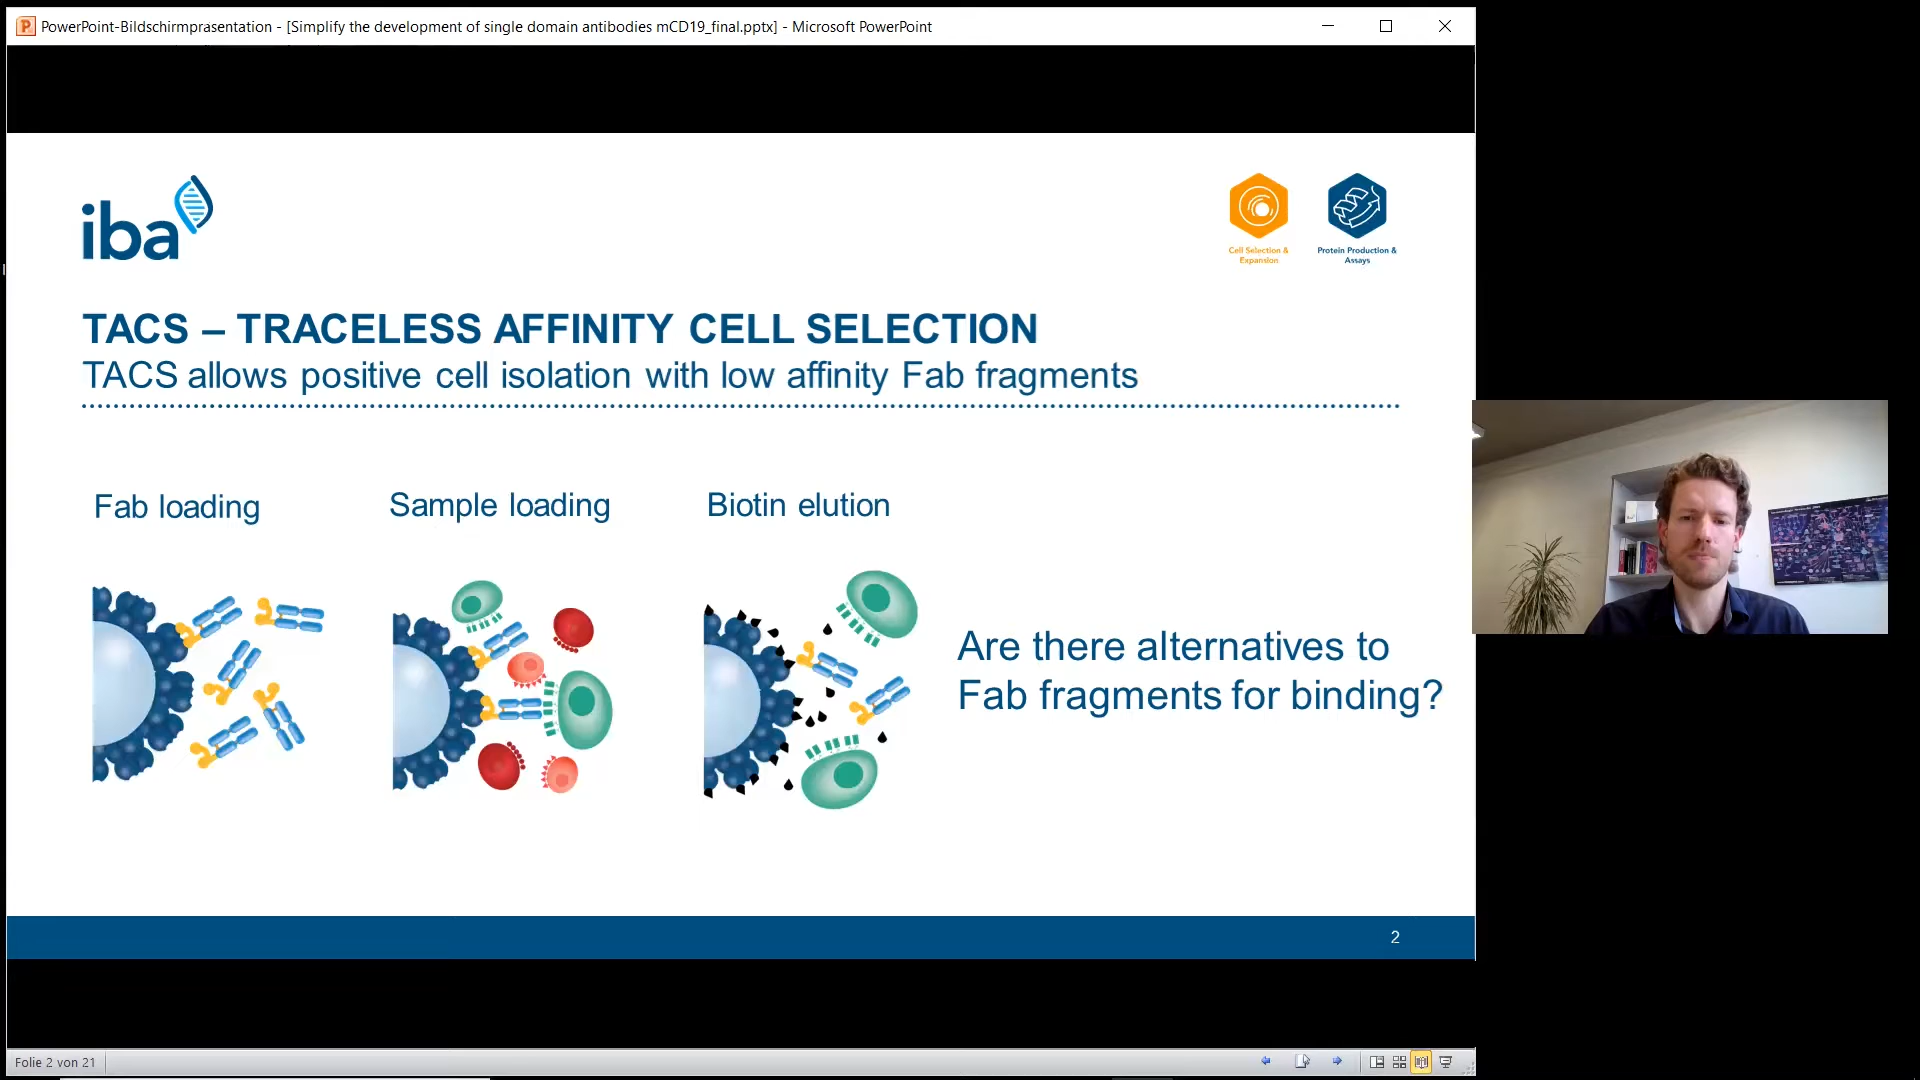 PowerPoint-Bildschirmpräsentation - [Simplify the development of single domain antibodies mCD19_final.pptx] - Microsoft PowerPoint
iba
Cell Selection &
Expansion
Protein Production &
Assays
TACS – TRACELESS AFFINITY CELL SELECTION
TACS allows positive cell isolation with low affinity Fab fragments
Fab loading
Sample loading
Biotin elution
Are there alternatives to
Fab fragments for binding?
2
Folie 2 von 21